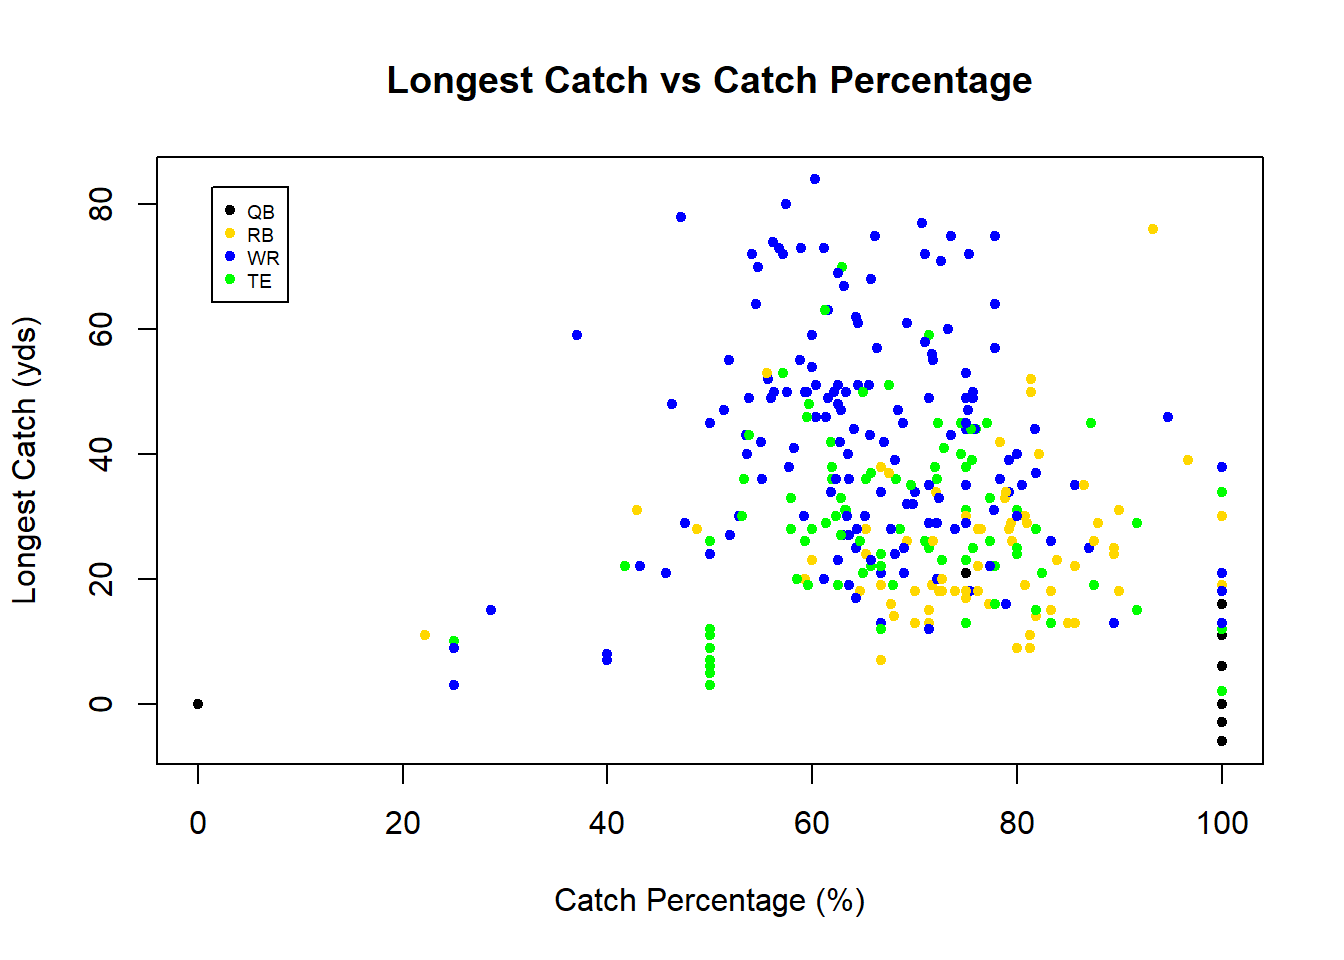 Longest Catch vs Catch Percentage
QB
RB
WR
TE
Longest Catch (yds)
80
60
40
20
0
0 20 40 60 80 100
Catch Percentage (%)